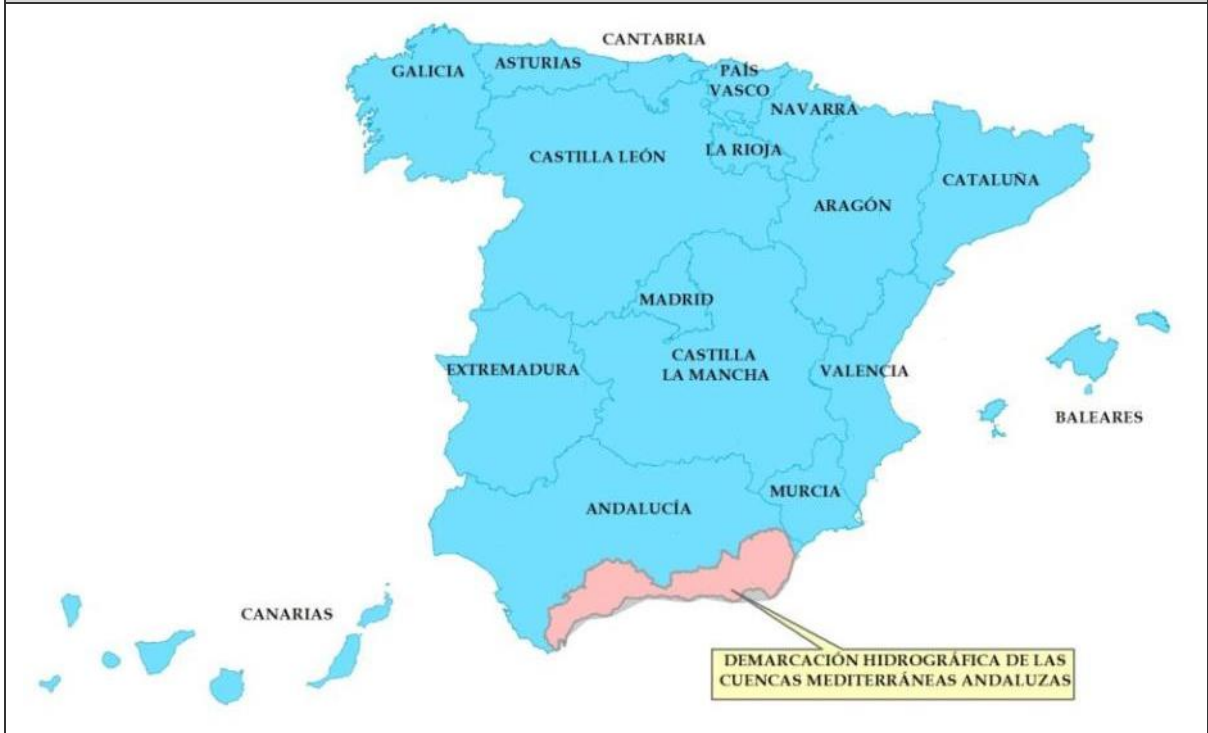 CANTABRIA
GALICIA
ASTURIAS
PAÍS
VASCO
NAVARRA
CASTILLA LEÓN
LA RIOJA
CATALUÑA
ARAGÓN
MADRID
EXTREMADURA
CASTILLA
LA MANCHA
VALENCIA
BALEARES
MURCIA
ANDALUCÍA
CANARIAS
DEMARCACIÓN HIDROGRÁFICA DE LAS
CUENCAS MEDITERRÁNEAS ANDALUZAS